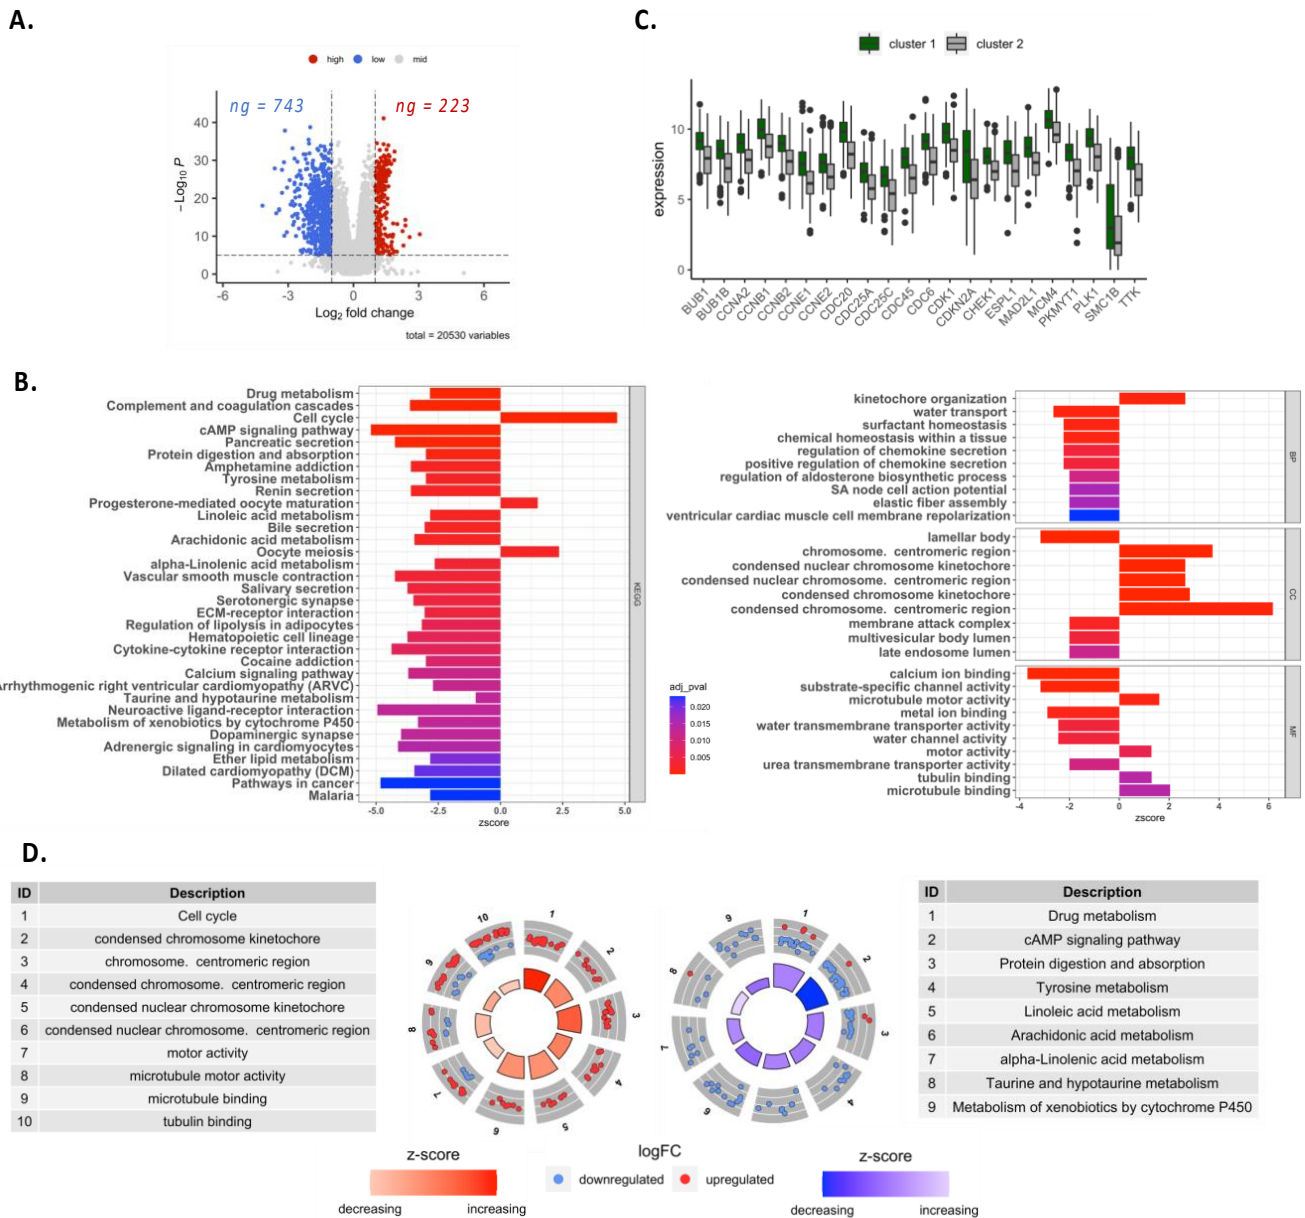 A.
high low mid
ng = 743
ng = 223
− Log10 P
40
30
20
10
0
-6 -3 0 3 6
Log2 fold change
total = 20530 variables
C.
cluster 1 cluster 2
expression
10
5
0
BUB1 BUB1B CCNA2 CCNB1 CCNB2 CCNE1 CCNE2 CDC20 CDC25A CDC25C CDC45 CDC6 CDK1 CDKN2A CHEK1 ESPL1 MAD2L1 MCM4 PKMYT1 PLK1 SMC1B TTK
B.
Drug metabolism
Complement and coagulation cascades
Cell cycle
cAMP signaling pathway
Pancreatic secretion
Protein digestion and absorption
Amphetamine addiction
Tyrosine metabolism
Renin secretion
Progesterone-mediated oocyte maturation
Linoleic acid metabolism
Bile secretion
Arachidonic acid metabolism
Oocyte meiosis
alpha-Linolenic acid metabolism
Vascular smooth muscle contraction
Salivary secretion
Serotonergic synapse
ECM-receptor interaction
Regulation of lipolysis in adipocytes
Hematopoietic cell lineage
Cytokine-cytokine receptor interaction
Cocaine addiction
Calcium signaling pathway
Arrhythmogenic right ventricular cardiomyopathy (ARVC)
Taurine and hypotaurine metabolism
Neuroactive ligand-receptor interaction
Metabolism of xenobiotics by cytochrome P450
Dopaminergic synapse
Adrenergic signaling in cardiomyocytes
Ether lipid metabolism
Dilated cardiomyopathy (DCM)
Pathways in cancer
Malaria
KEGG
-5.0 -2.5 0.0 2.5 5.0
zscore
adj_pval
0.020
0.015
0.010
0.005
kinetochore organization
water transport
surfactant homeostasis
chemical homeostasis within a tissue
regulation of chemokine secretion
positive regulation of chemokine secretion
regulation of aldosterone biosynthetic process
SA node cell action potential
elastic fiber assembly
ventricular cardiac muscle cell membrane repolarization
BP
lamellar body
chromosome. centromeric region
condensed nuclear chromosome kinetochore
condensed nuclear chromosome. centromeric region
condensed chromosome kinetochore
condensed chromosome. centromeric region
membrane attack complex
multivesicular body lumen
late endosome lumen
CC
calcium ion binding
substrate-specific channel activity
microtubule motor activity
metal ion binding
water transmembrane transporter activity
water channel activity
motor activity
urea transmembrane transporter activity
tubulin binding
microtubule binding
MF
-4 -2 0 2 4 6
zscore
D.
ID Description
1 Cell cycle
2 condensed chromosome kinetochore
3 chromosome. centromeric region
4 condensed chromosome. centromeric region
5 condensed nuclear chromosome kinetochore
6 condensed nuclear chromosome. centromeric region
7 motor activity
8 microtubule motor activity
9 microtubule binding
10 tubulin binding
1 2 3 4 5 6 7 8 9 10
z-score
decreasing increasing
logFC
downregulated upregulated
1 2 3 4 5 6 7 8 9
z-score
decreasing increasing
ID Description
1 Drug metabolism
2 cAMP signaling pathway
3 Protein digestion and absorption
4 Tyrosine metabolism
5 Linoleic acid metabolism
6 Arachidonic acid metabolism
7 alpha-Linolenic acid metabolism
8 Taurine and hypotaurine metabolism
9 Metabolism of xenobiotics by cytochrome P450